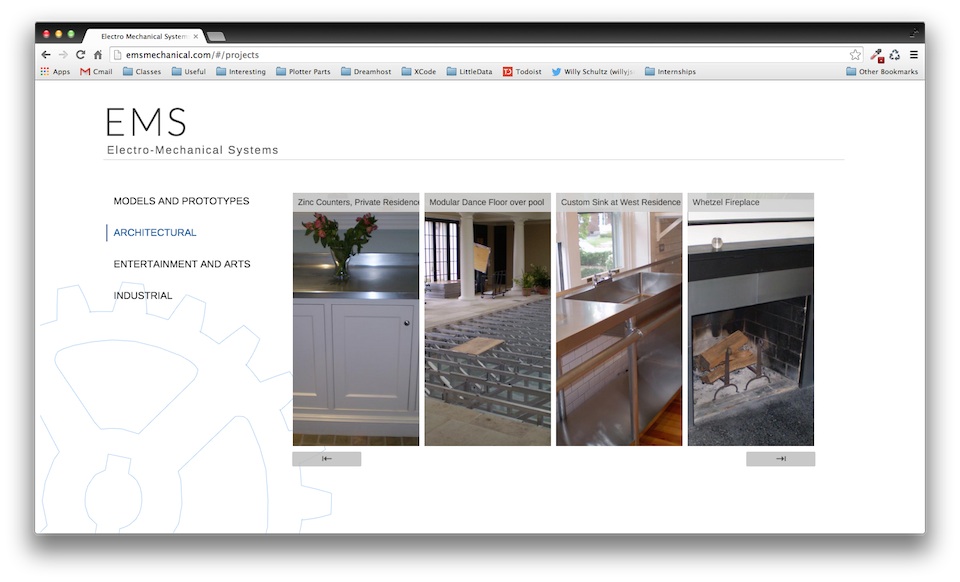 Electro Mechanical System
emsmechanical.com/#/projects
Apps Gmail Classes Useful Interesting Plotter Parts Dreamhost XCode LittleData Todoist Willy Schultz (willyjs Internships Other Bookmarks
EMS
Electro-Mechanical Systems
MODELS AND PROTOTYPES
ARCHITECTURAL
ENTERTAINMENT AND ARTS
INDUSTRIAL
Zinc Counters, Private Residence
Modular Dance Floor over pool
Custom Sink at West Residence
Whetzel Fireplace